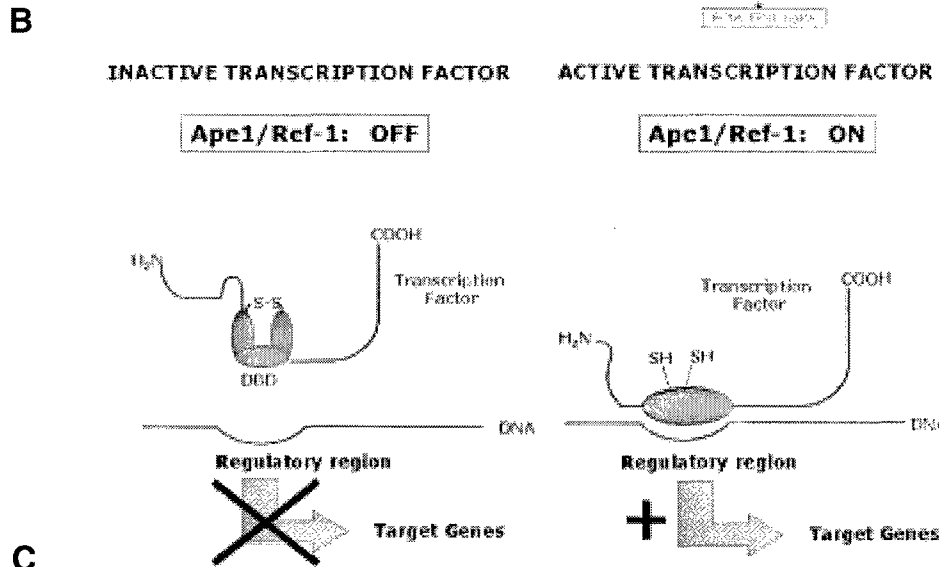 B
INACTIVE TRANSCRIPTION FACTOR
Ape1/Ref-1: OFF
H₂N
S-S
COOH
Transcription
Factor
DBD
DNA
Regulatory region
Target Genes
ACTIVE TRANSCRIPTION FACTOR
Ape1/Ref-1: ON
H₂N
SH SH
Transcription
Factor
COOH
DNA
Regulatory region
+
Target Genes
C